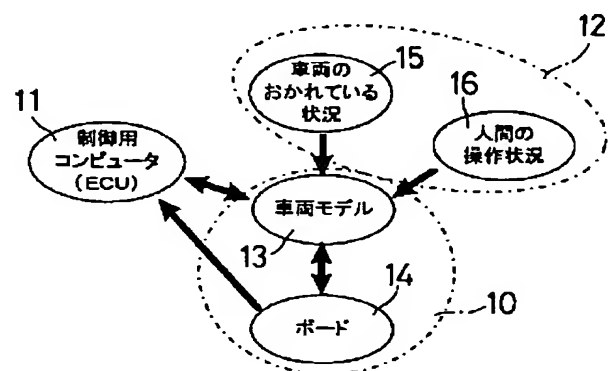 12
15
車両の
おかれている
状況
16
人間の
操作状況
11
制御用
コンピュータ
(ECU)
車両モデル
13
14
ボード
10